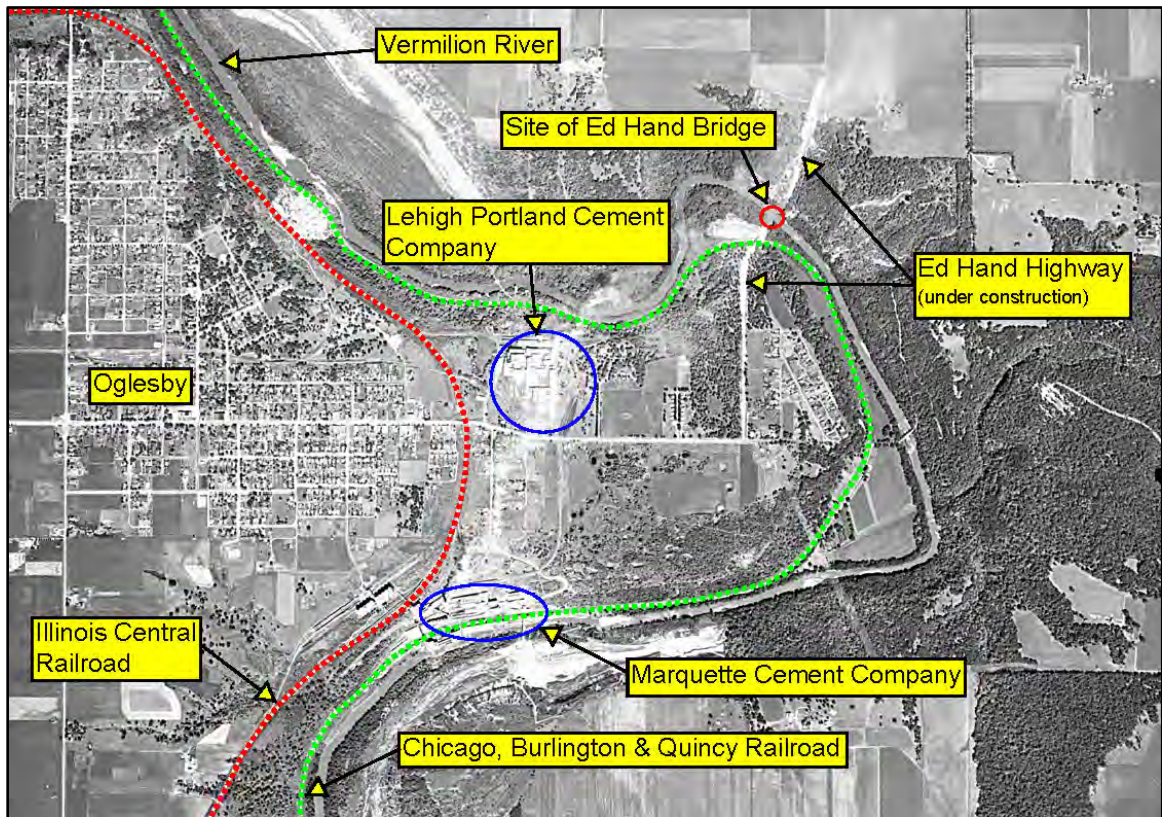 Vermilion River
Site of Ed Hand Bridge
Lehigh Portland Cement
Company
Ed Hand Highway
(under construction)
Oglesby
Illinois Central
Railroad
Marquette Cement Company
Chicago, Burlington & Quincy Railroad